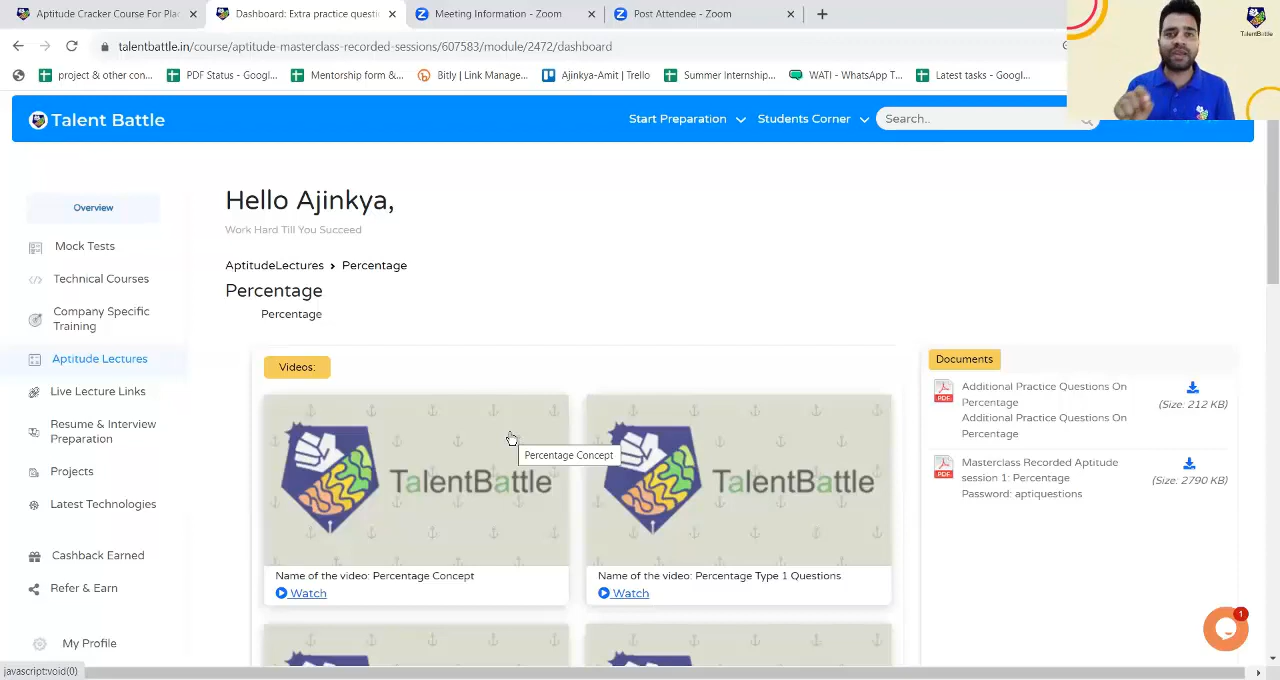 Aptitude Cracker Course For Pla
Dashboard: Extra practice questi
Meeting Information - Zoom
Post Attendee - Zoom
talentbattle.in/course/aptitude-masterclass-recorded-sessions/607583/module/2472/dashboard
project & other con...
PDF Status - Googl...
Mentorship form &...
Bitly | Link Manage...
Ajinkya-Amit | Trello
Summer Internship...
WATI - WhatsApp T...
Latest tasks - Googl...
TalentBattle
Talent Battle
Start Preparation
Students Corner
Search..
Overview
Mock Tests
Technical Courses
Company Specific
Training
Aptitude Lectures
Live Lecture Links
Resume & Interview
Preparation
Projects
Latest Technologies
Cashback Earned
Refer & Earn
My Profile
Hello Ajinkya,
Work Hard Till You Succeed
AptitudeLectures › Percentage
Percentage
Percentage
Videos:
TalentBattle
Percentage Concept
Name of the video: Percentage Concept
Watch
TalentBattle
Name of the video: Percentage Type 1 Questions
Watch
Documents
PDF
Additional Practice Questions On
Percentage
Additional Practice Questions On
Percentage
(Size: 212 KB)
PDF
Masterclass Recorded Aptitude
session 1: Percentage
Password: aptiquestions
(Size: 2790 KB)
1
javascript:void(0)